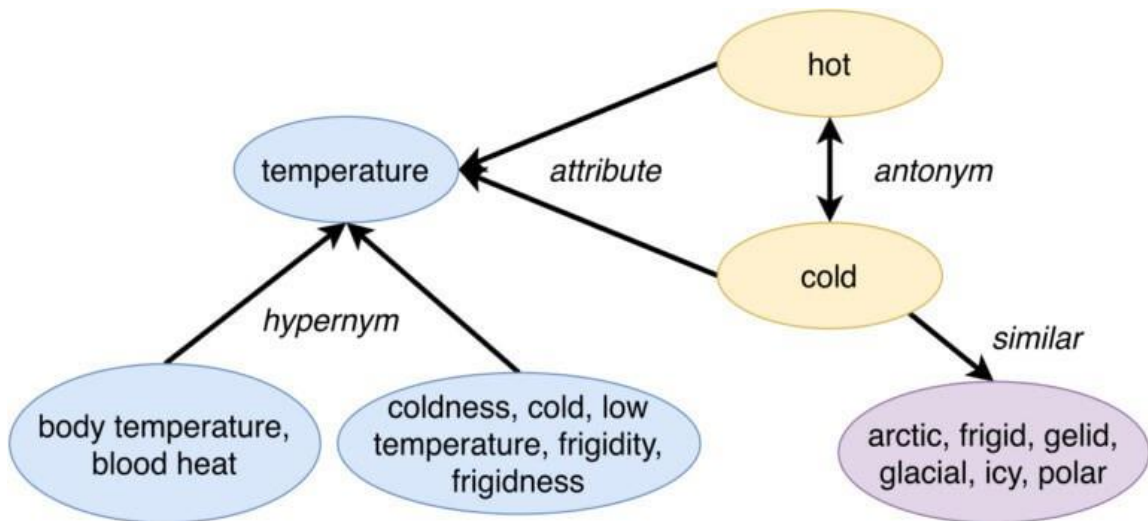 hot
temperature
attribute
antonym
cold
hypernym
similar
body temperature,
blood heat
coldness, cold, low
temperature, frigidity,
frigidness
arctic, frigid, gelid,
glacial, icy, polar